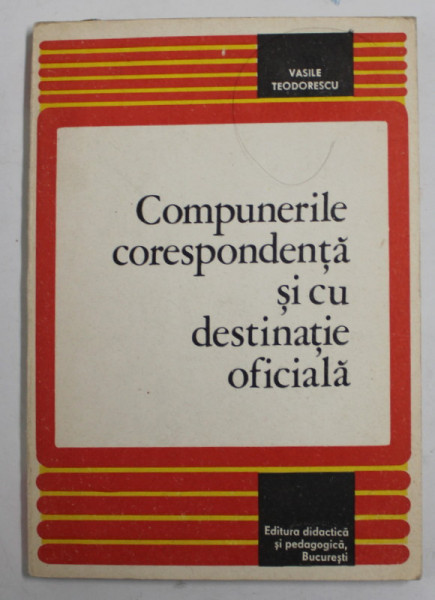 VASILE
TEODORESCU
Compunerile
corespondență
și cu
destinație
oficială
Editura didactică
și pedagogică,
București